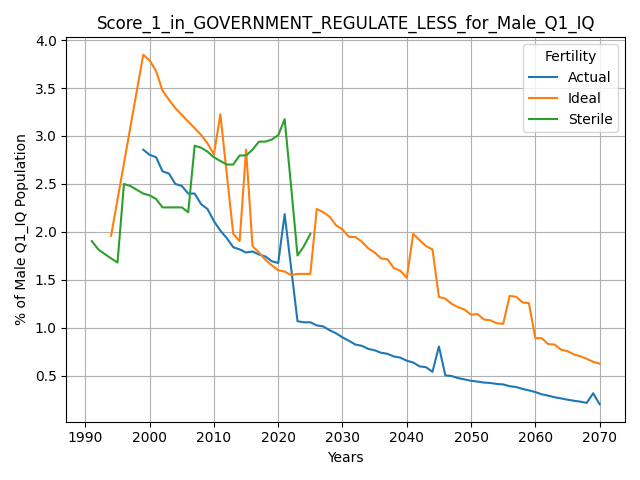 Score_1_in_GOVERNMENT_REGULATE_LESS_for_Male_Q1_IQ
4.0
3.5
3.0
2.5
2.0
1.5
1.0
0.5
% of Male Q1_IQ Population
Fertility
Actual
Ideal
Sterile
1990 2000 2010 2020 2030 2040 2050 2060 2070
Years